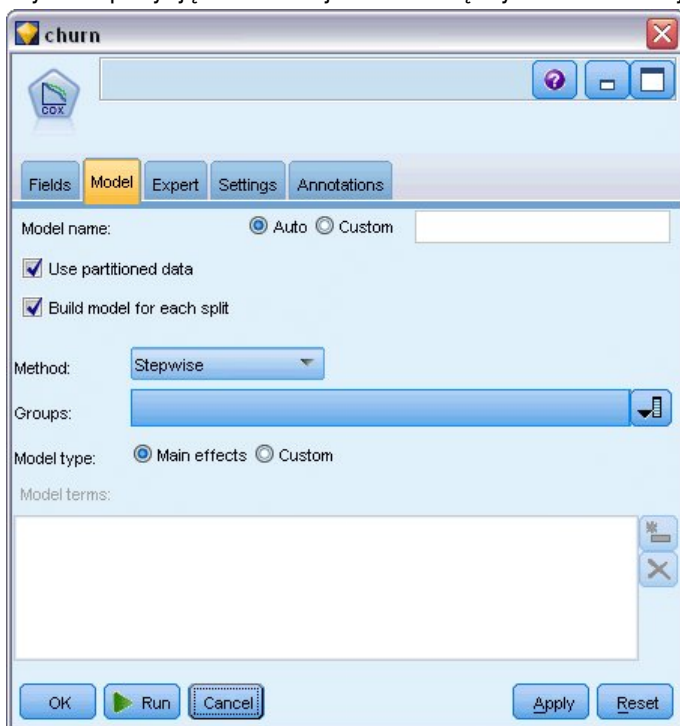 churn
COX
Fields Model Expert Settings Annotations
Model name: Auto Custom
Use partitioned data
Build model for each split
Method: Stepwise
Groups:
Model type: Main effects Custom
Model terms:
OK Run Cancel Apply Reset